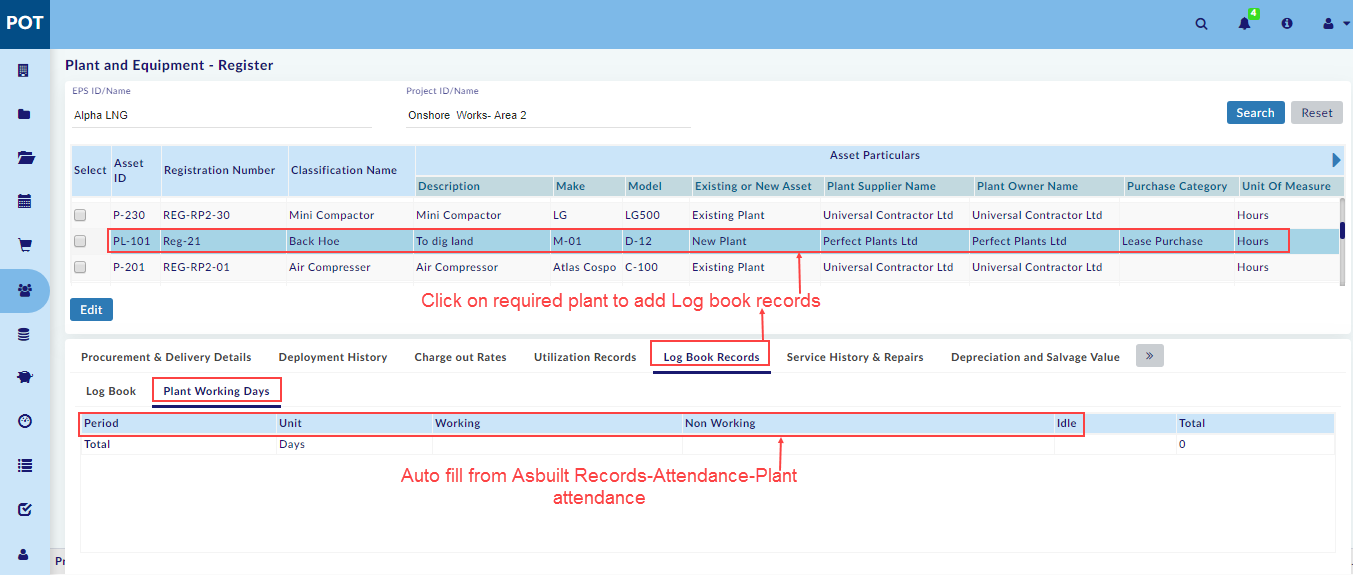 POT
4
Plant and Equipment - Register
EPS ID/Name
Project ID/Name
Alpha LNG
Onshore Works- Area 2
Search
Reset
Select
Asset ID
Registration Number
Classification Name
Asset Particulars
Description
Make
Model
Existing or New Asset
Plant Supplier Name
Plant Owner Name
Purchase Category
Unit Of Measure
P-230 REG-RP2-30 Mini Compactor Mini Compactor LG LG500 Existing Plant Universal Contractor Ltd Universal Contractor Ltd Hours
PL-101 Reg-21 Back Hoe To dig land M-01 D-12 New Plant Perfect Plants Ltd Perfect Plants Ltd Lease Purchase Hours
P-201 REG-RP2-01 Air Compresser Air Compressor Atlas Cospo C-100 Existing Plant Universal Contractor Ltd Universal Contractor Ltd Hours
Click on required plant to add Log book records
Edit
Procurement & Delivery Details Deployment History Charge out Rates Utilization Records Log Book Records Service History & Repairs Depreciation and Salvage Value »
Log Book Plant Working Days
Period Unit Working Non Working Idle Total
Total Days 0
Auto fill from Asbuilt Records-Attendance-Plant
attendance